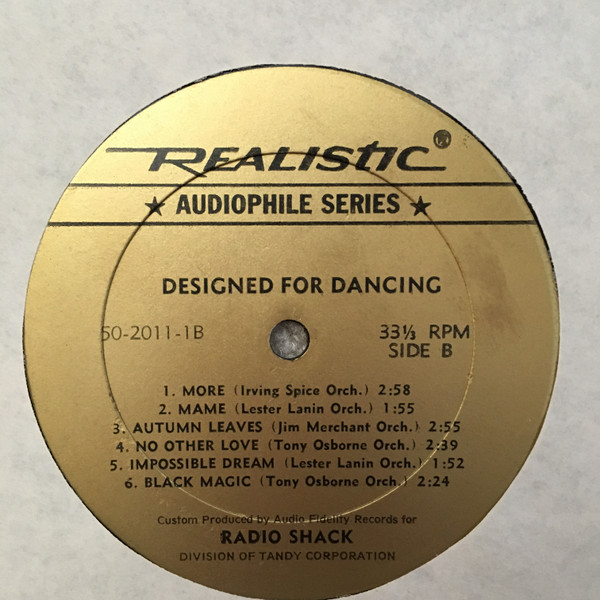 REALISTIC ®
★ AUDIOPHILE SERIES ★
DESIGNED FOR DANCING
50-2011-1B
33⅓ RPM
SIDE B
1. MORE (Irving Spice Orch.) 2:58
2. MAME (Lester Lanin Orch.) 1:55
3. AUTUMN LEAVES (Jim Merchant Orch.) 2:55
4. NO OTHER LOVE (Tony Osborne Orch.) 2:39
5. IMPOSSIBLE DREAM (Lester Lanin Orch.) 1:52
6. BLACK MAGIC (Tony Osborne Orch.) 2:24
Custom Produced by Audio Fidelity Records for
RADIO SHACK
DIVISION OF TANDY CORPORATION